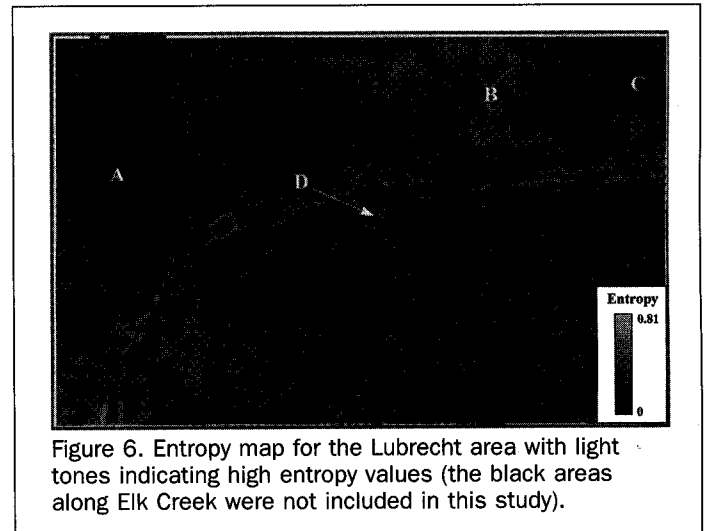 B
C
A
D
Entropy
0.81
0
Figure 6. Entropy map for the Lubrecht area with light
tones indicating high entropy values (the black areas
along Elk Creek were not included in this study).